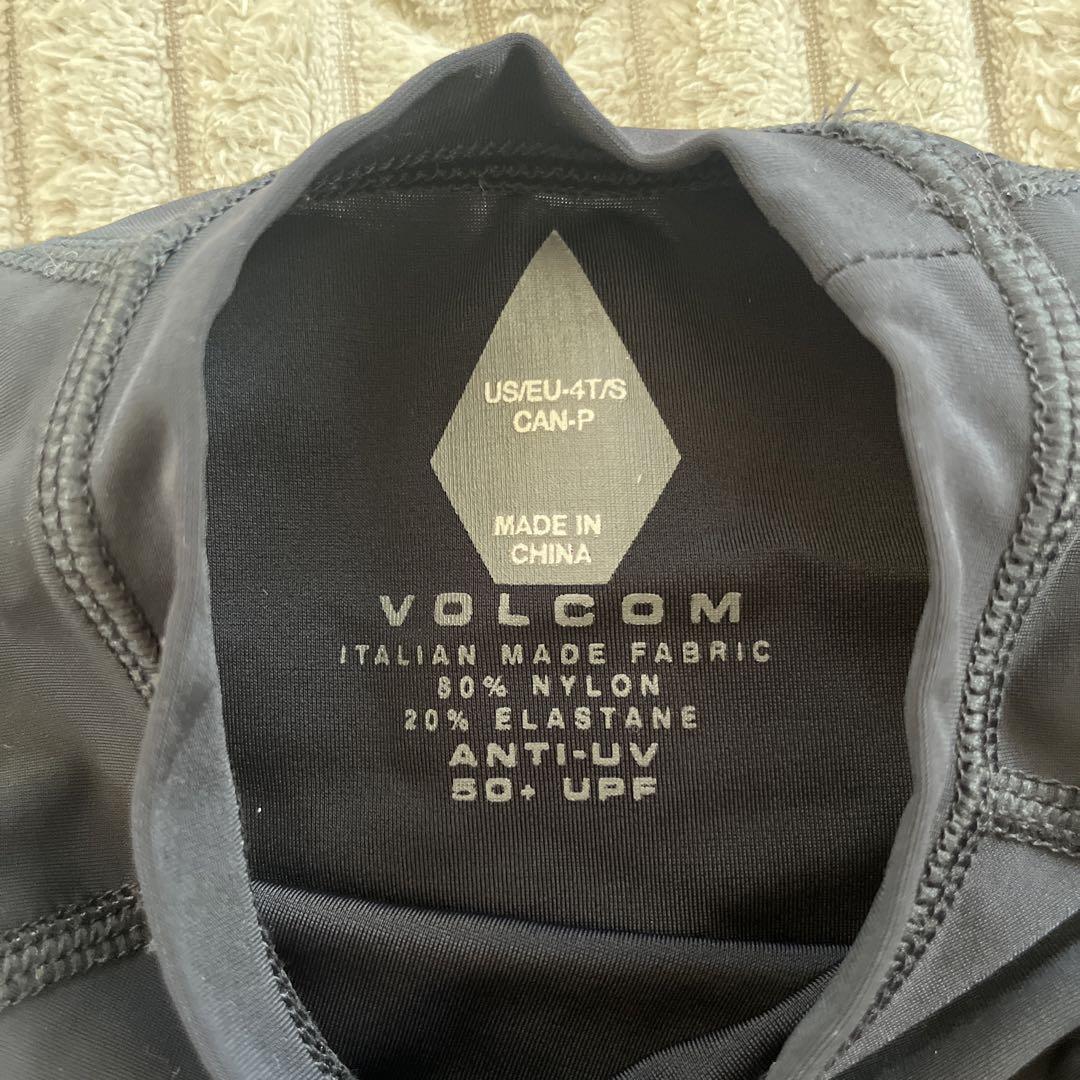 US/EU-4T/S
CAN-P
MADE IN
CHINA
VOLCOM
ITALIAN MADE FABRIC
80% NYLON
20% ELASTANE
ANTI-UV
50+ UPF